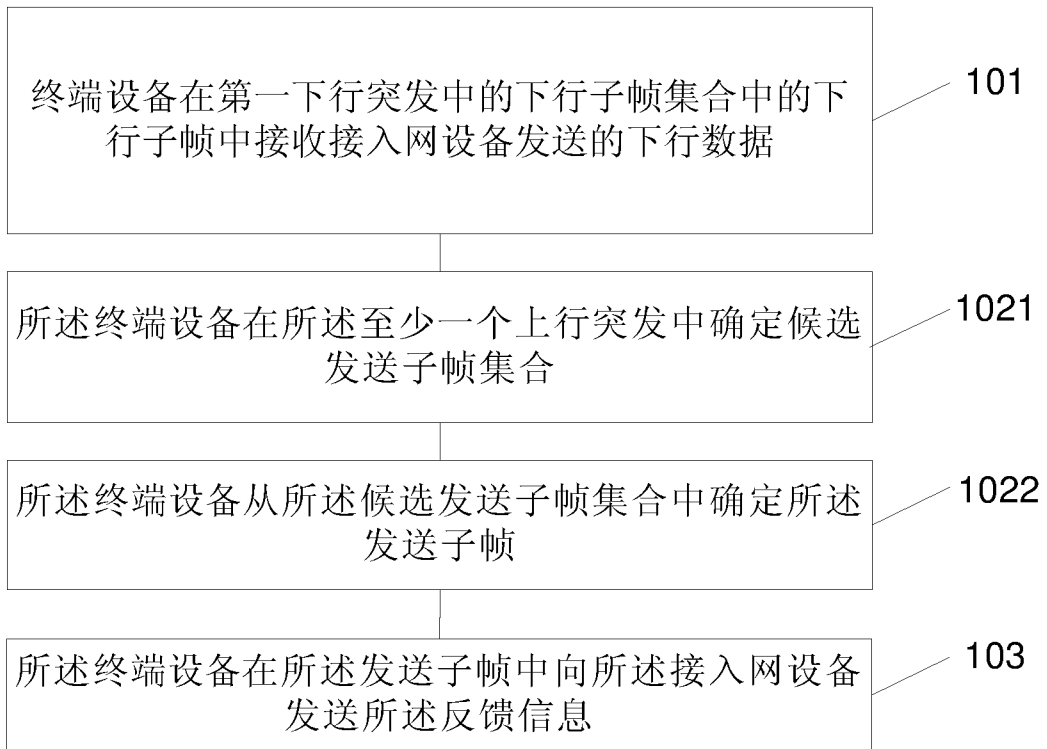 终端设备在第一下行突发中的下行子帧集合中的下
行子帧中接收接入网设备发送的下行数据
101
所述终端设备在所述至少一个上行突发中确定候选
发送子帧集合
1021
所述终端设备从所述候选发送子帧集合中确定所述
发送子帧
1022
所述终端设备在所述发送子帧中向所述接入网设备
发送所述反馈信息
103